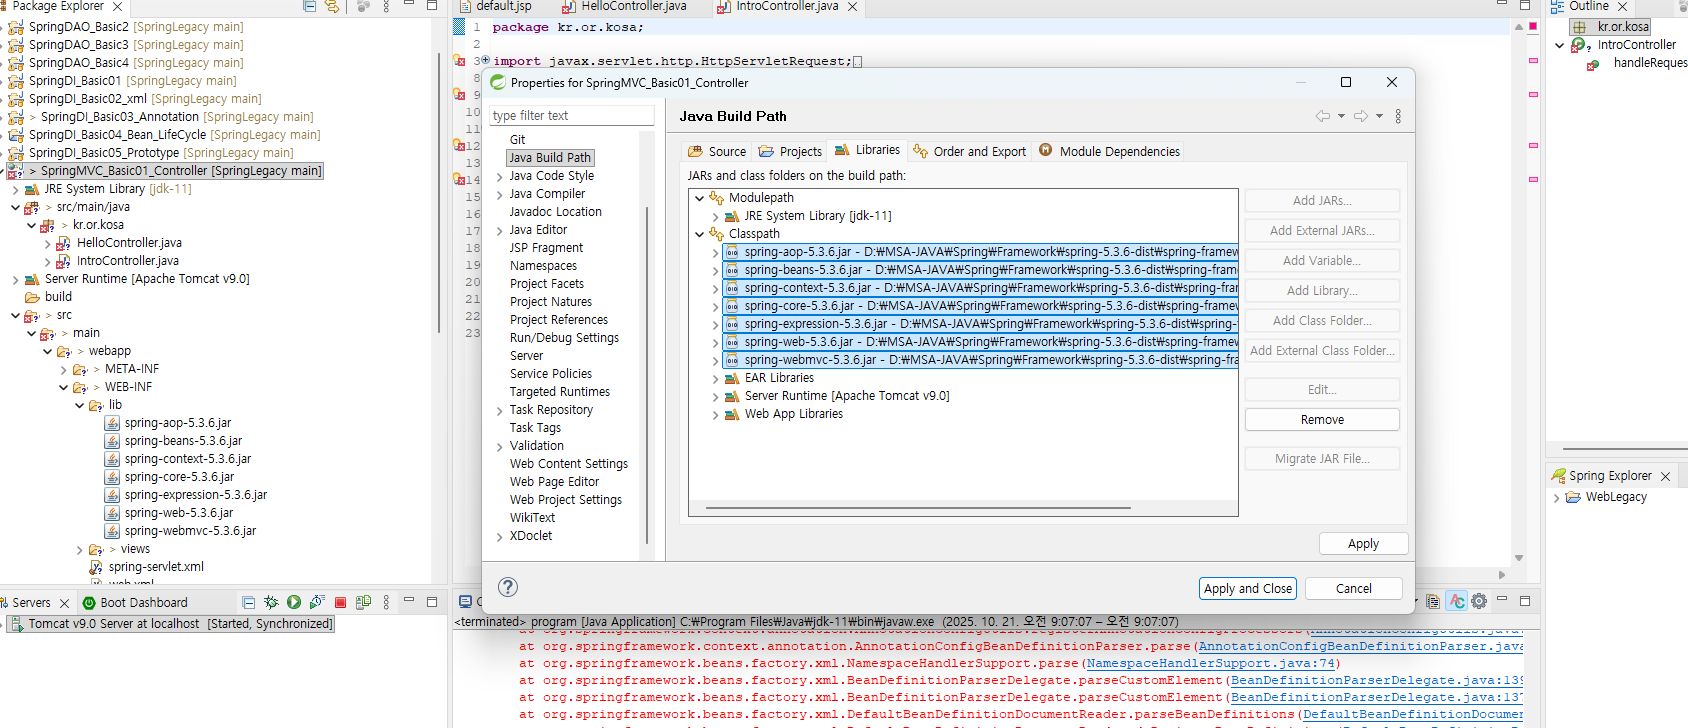 Package Explorer
SpringDAO_Basic2 [SpringLegacy main]
SpringDAO_Basic3 [SpringLegacy main]
SpringDAO_Basic4 [SpringLegacy main]
SpringDI_Basic01 [SpringLegacy main]
SpringDI_Basic02_xml [SpringLegacy main]
> SpringDI_Basic03_Annotation [SpringLegacy main]
SpringDI_Basic04_Bean_LifeCycle [SpringLegacy main]
SpringDI_Basic05_Prototype [SpringLegacy main]
> SpringMVC_Basic01_Controller [SpringLegacy main]
JRE System Library [jdk-11]
> src/main/java
> kr.or.kosa
HelloController.java
IntroController.java
Server Runtime [Apache Tomcat v9.0]
build
> src
> main
> webapp
> META-INF
> WEB-INF
> lib
spring-aop-5.3.6.jar
spring-beans-5.3.6.jar
spring-context-5.3.6.jar
spring-core-5.3.6.jar
spring-expression-5.3.6.jar
spring-web-5.3.6.jar
spring-webmvc-5.3.6.jar
> views
spring-servlet.xml
web.xml
Servers
Boot Dashboard
Tomcat v9.0 Server at localhost [Started, Synchronized]
default.jsp
HelloController.java
IntroController.java
1 package kr.or.kosa;
2
3 import javax.servlet.http.HttpServletRequest;
8
9
10
11
12
13
14
15
16
17
18
19
20
21
22
23
Properties for SpringMVC_Basic01_Controller
type filter text
Git
Java Build Path
Java Code Style
Java Compiler
Javadoc Location
Java Editor
JSP Fragment
Namespaces
Project Facets
Project Natures
Project References
Run/Debug Settings
Server
Service Policies
Targeted Runtimes
Task Repository
Task Tags
Validation
Web Content Settings
Web Page Editor
Web Project Settings
WikiText
XDoclet
Java Build Path
Source
Projects
Libraries
Order and Export
Module Dependencies
JARs and class folders on the build path:
Modulepath
JRE System Library [jdk-11]
Classpath
spring-aop-5.3.6.jar - D:₩MSA-JAVA₩Spring₩Framework₩spring-5.3.6-dist₩spring-framew
spring-beans-5.3.6.jar - D:₩MSA-JAVA₩Spring₩Framework₩spring-5.3.6-dist₩spring-fram
spring-context-5.3.6.jar - D:₩MSA-JAVA₩Spring₩Framework₩spring-5.3.6-dist₩spring-fra
spring-core-5.3.6.jar - D:₩MSA-JAVA₩Spring₩Framework₩spring-5.3.6-dist₩spring-framew
spring-expression-5.3.6.jar - D:₩MSA-JAVA₩Spring₩Framework₩spring-5.3.6-dist₩spring-
spring-web-5.3.6.jar - D:₩MSA-JAVA₩Spring₩Framework₩spring-5.3.6-dist₩spring-framew
spring-webmvc-5.3.6.jar - D:₩MSA-JAVA₩Spring₩Framework₩spring-5.3.6-dist₩spring-fra
EAR Libraries
Server Runtime [Apache Tomcat v9.0]
Web App Libraries
Add JARs...
Add External JARs...
Add Variable...
Add Library...
Add Class Folder...
Add External Class Folder...
Edit...
Remove
Migrate JAR File...
Apply
Apply and Close
Cancel
<terminated> program [Java Application] C:₩Program Files₩Java₩jdk-11₩bin₩javaw.exe (2025. 10. 21. 오전 9:07:07 – 오전 9:07:07)
at org.springframework.context.annotation.AnnotationConfigBeanDefinitionParser.parse(AnnotationConfigBeanDefinitionParser.java
at org.springframework.beans.factory.xml.NamespaceHandlerSupport.parse(NamespaceHandlerSupport.java:74)
at org.springframework.beans.factory.xml.BeanDefinitionParserDelegate.parseCustomElement(BeanDefinitionParserDelegate.java:139
at org.springframework.beans.factory.xml.BeanDefinitionParserDelegate.parseCustomElement(BeanDefinitionParserDelegate.java:137
at org.springframework.beans.factory.xml.DefaultBeanDefinitionDocumentReader.parseBeanDefinitions(DefaultBeanDefinitionDocumen
Outline
kr.or.kosa
IntroController
handleReques
Spring Explorer
WebLegacy